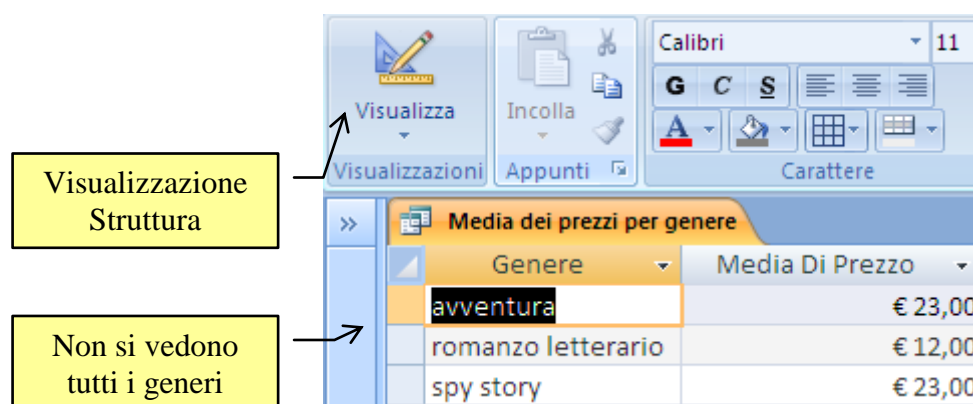 Calibri 11
G C S
Visualizza
Incolla
A
Visualizzazioni Appunti Carattere
Visualizzazione
Struttura
» Media dei prezzi per genere
Genere Media Di Prezzo
avventura € 23,00
romanzo letterario € 12,00
spy story € 23,00
Non si vedono
tutti i generi